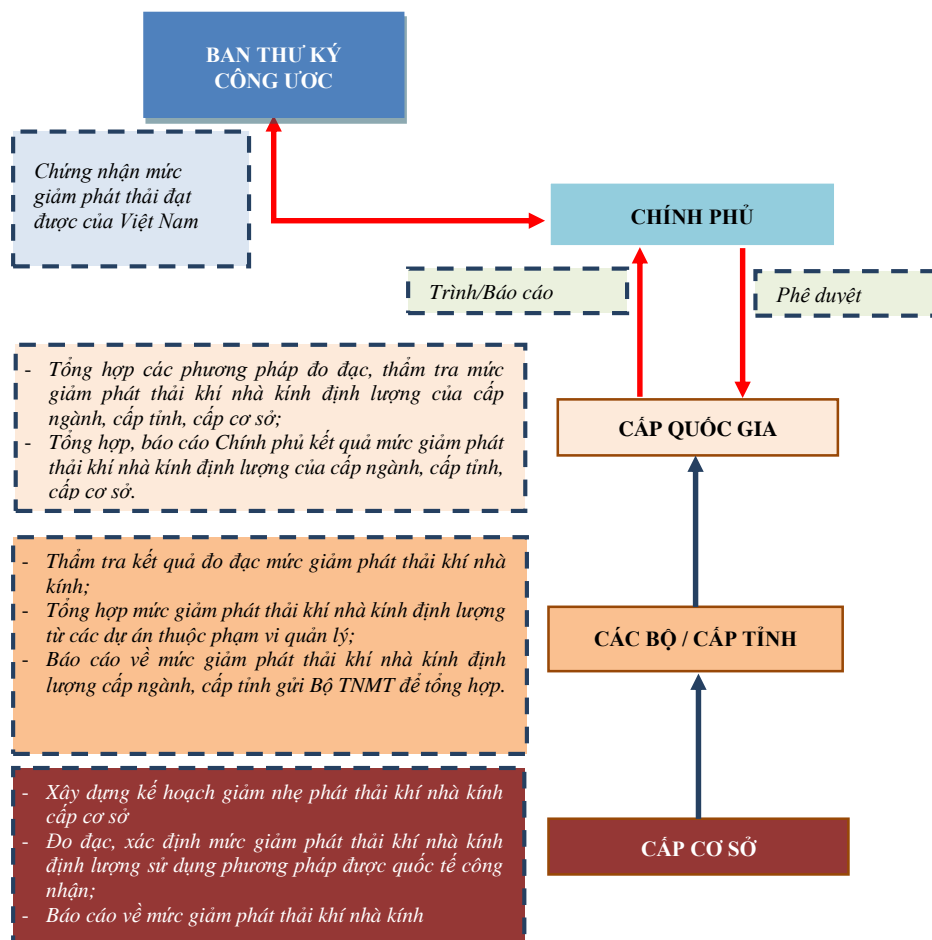 BAN THƯ KÝ
CÔNG ƯƠC
Chứng nhận mức
giảm phát thải đạt
được của Việt Nam
CHÍNH PHỦ
Trình/Báo cáo
Phê duyệt
- Tổng hợp các phương pháp đo đạc, thẩm tra mức
giảm phát thải khí nhà kính định lượng của cấp
ngành, cấp tỉnh, cấp cơ sở;
- Tổng hợp, báo cáo Chính phủ kết quả mức giảm phát
thải khí nhà kính định lượng của cấp ngành, cấp tỉnh,
cấp cơ sở.
CẤP QUỐC GIA
- Thẩm tra kết quả đo đạc mức giảm phát thải khí nhà
kính;
- Tổng hợp mức giảm phát thải khí nhà kính định lượng
từ các dự án thuộc phạm vi quản lý;
- Báo cáo về mức giảm phát thải khí nhà kính định
lượng cấp ngành, cấp tỉnh gửi Bộ TNMT để tổng hợp.
CÁC BỘ / CẤP TỈNH
- Xây dựng kế hoạch giảm nhẹ phát thải khí nhà kính
cấp cơ sở
- Đo đạc, xác định mức giảm phát thải khí nhà kính
định lượng sử dụng phương pháp được quốc tế công
nhận;
- Báo cáo về mức giảm phát thải khí nhà kính
CẤP CƠ SỞ